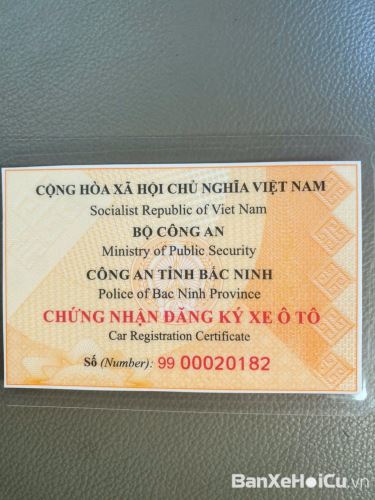 CỘNG HÒA XÃ HỘI CHỦ NGHĨA VIỆT NAM
Socialist Republic of Viet Nam
BỘ CÔNG AN
Ministry of Public Security
CÔNG AN TỈNH BẮC NINH
Police of Bac Ninh Province
CHỨNG NHẬN ĐĂNG KÝ XE Ô TÔ
Car Registration Certificate
Số (Number): 99 00020182
BanXeHoiCu.vn